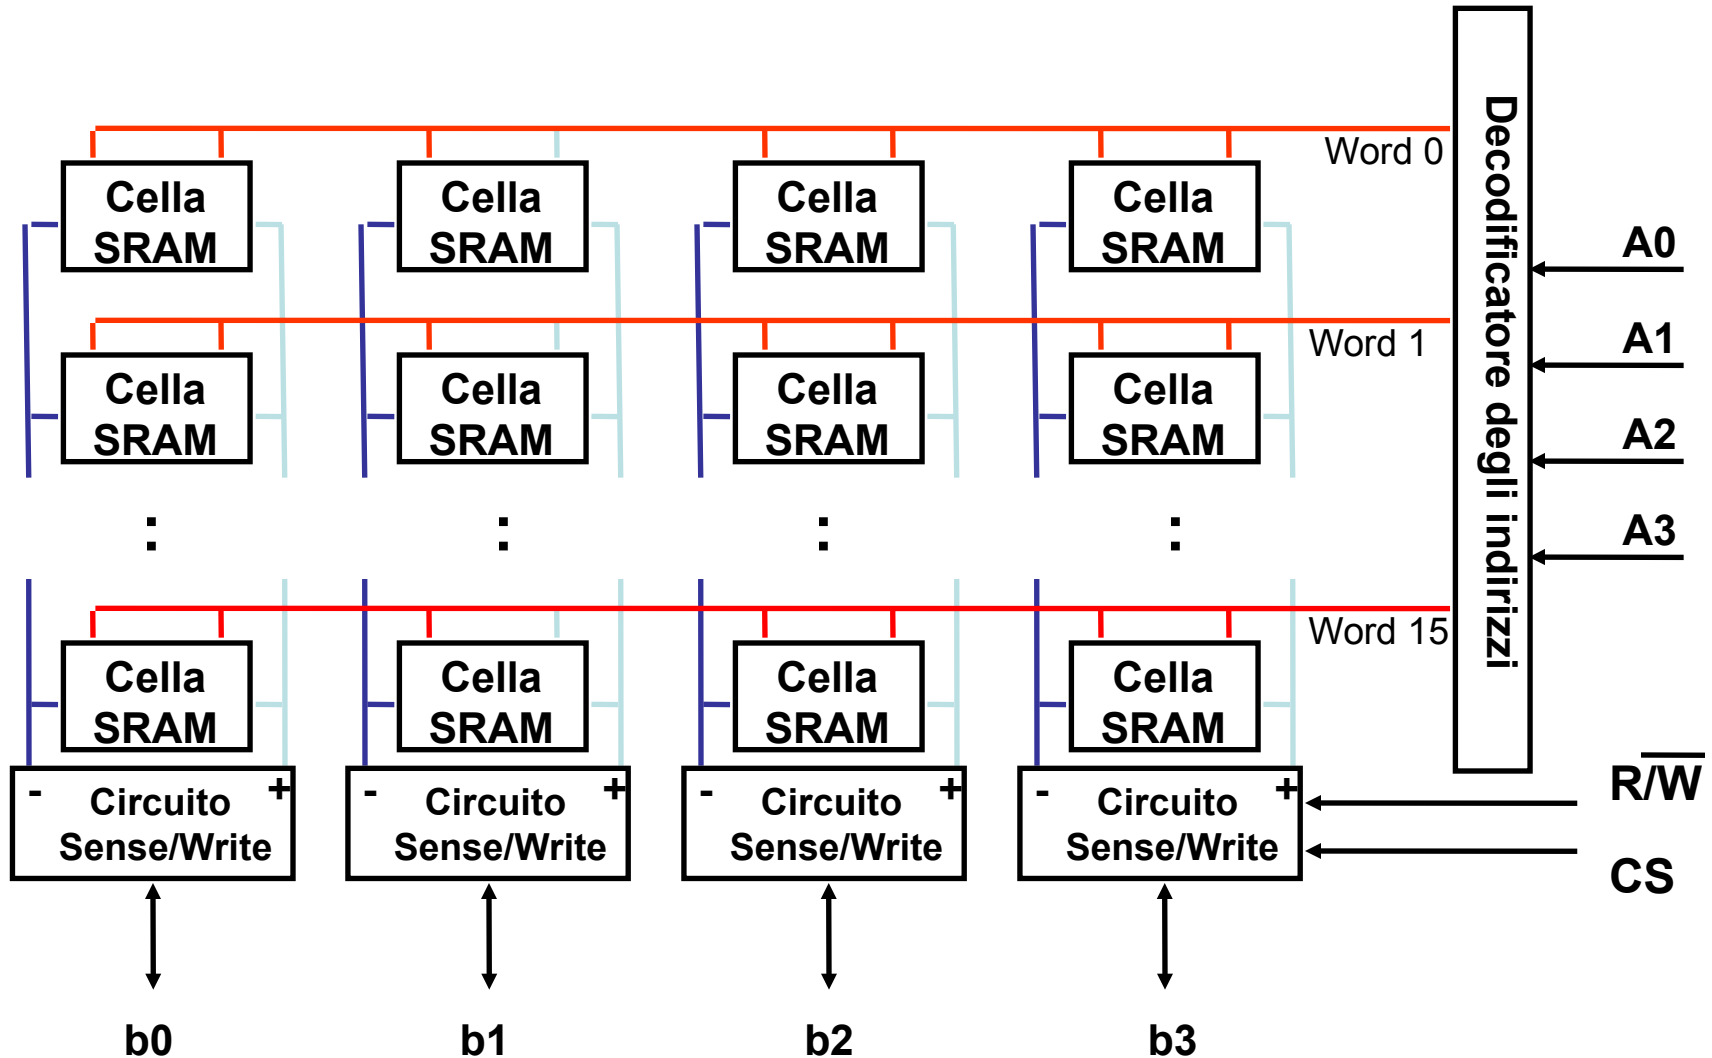 Word 0
Cella Cella Cella Cella
SRAM SRAM SRAM SRAM
Word 1
Cella Cella Cella Cella
SRAM SRAM SRAM SRAM
: : : :
Word 15
Cella Cella Cella Cella
SRAM SRAM SRAM SRAM
- + - + - + - +
Circuito Circuito Circuito Circuito
Sense/Write Sense/Write Sense/Write Sense/Write
b0 b1 b2 b3
Decodificatore degli indirizzi
A0
A1
A2
A3
R/W̅
CS